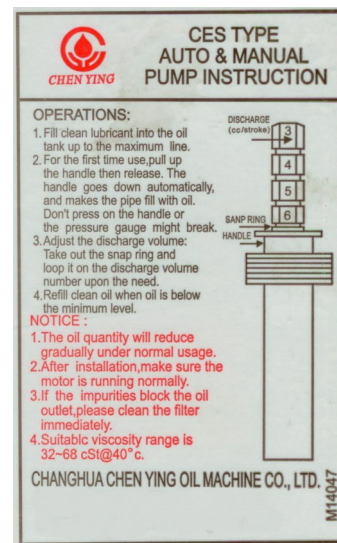 CHEN YING
CES TYPE
AUTO & MANUAL
PUMP INSTRUCTION
OPERATIONS:
1.Fill clean lubricant into the oil
tank up to the maximum line.
2.For the first time use,pull up
the handle then release. The
handle goes down automatically,
and makes the pipe fill with oil.
Don't press on the handle or
the pressure gauge might break.
3.Adjust the discharge volume:
Take out the snap ring and
loop it on the discharge volume
number upon the need.
4.Refill clean oil when oil is below
the minimum level.
DISCHARGE
(cc/stroke)
3
4
5
6
SANP RING
HANDLE
NOTICE :
1.The oil quantity will reduce
gradually under normal usage.
2.After installation,make sure the
motor is running normally.
3.If the impurities block the oil
outlet,please clean the filter
immediately.
4.Suitablc viscosity range is
32~68 cSt@40°c.
CHANGHUA CHEN YING OIL MACHINE CO., LTD.
M14047